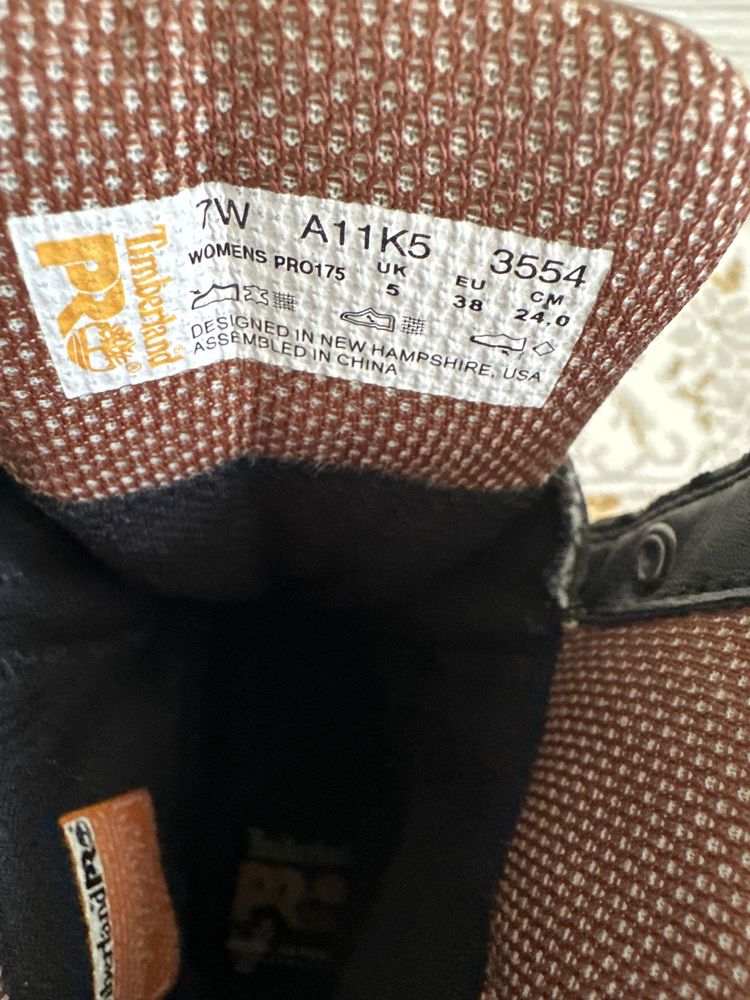 7W A11K5 3554
WOMENS PRO175 UK EU CM
5 38 24.0
DESIGNED IN NEW HAMPSHIRE, USA
ASSEMBLED IN CHINA
Timberland
PRO
PRO